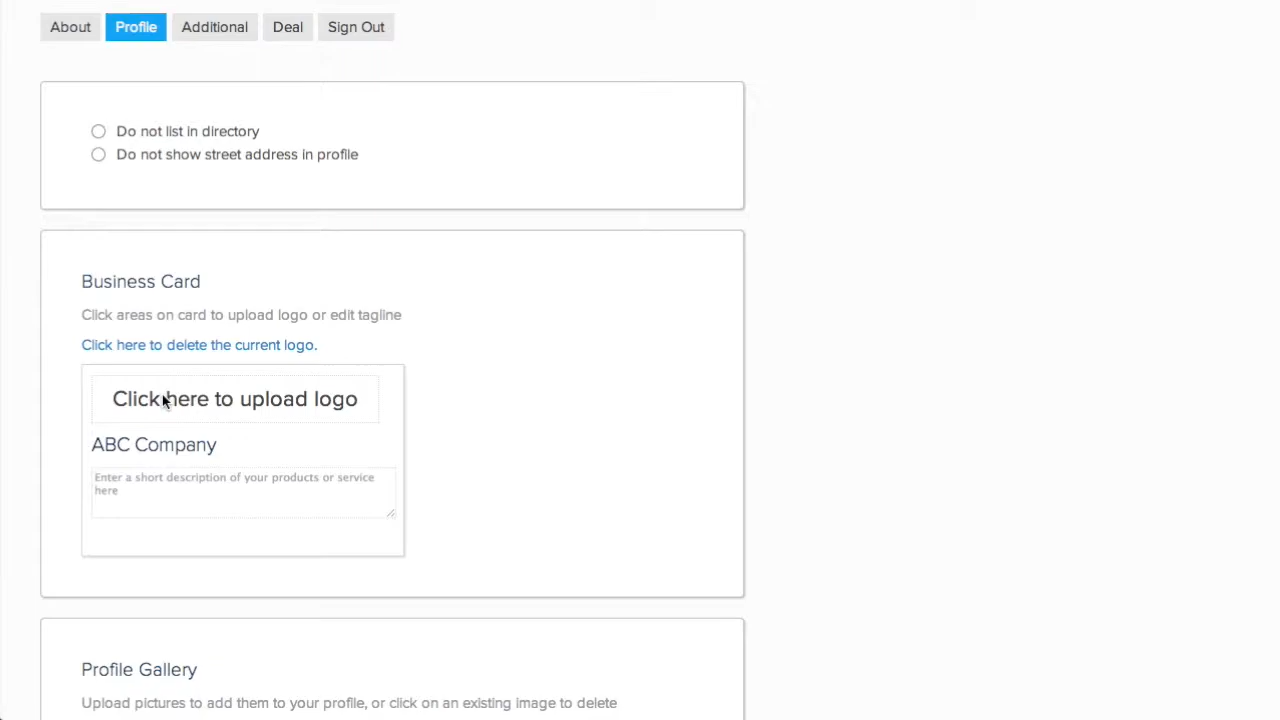 About Profile Additional Deal Sign Out
Do not list in directory
Do not show street address in profile
Business Card
Click areas on card to upload logo or edit tagline
Click here to delete the current logo.
Click here to upload logo
ABC Company
Enter a short description of your products or service
here
Profile Gallery
Upload pictures to add them to your profile, or click on an existing image to delete